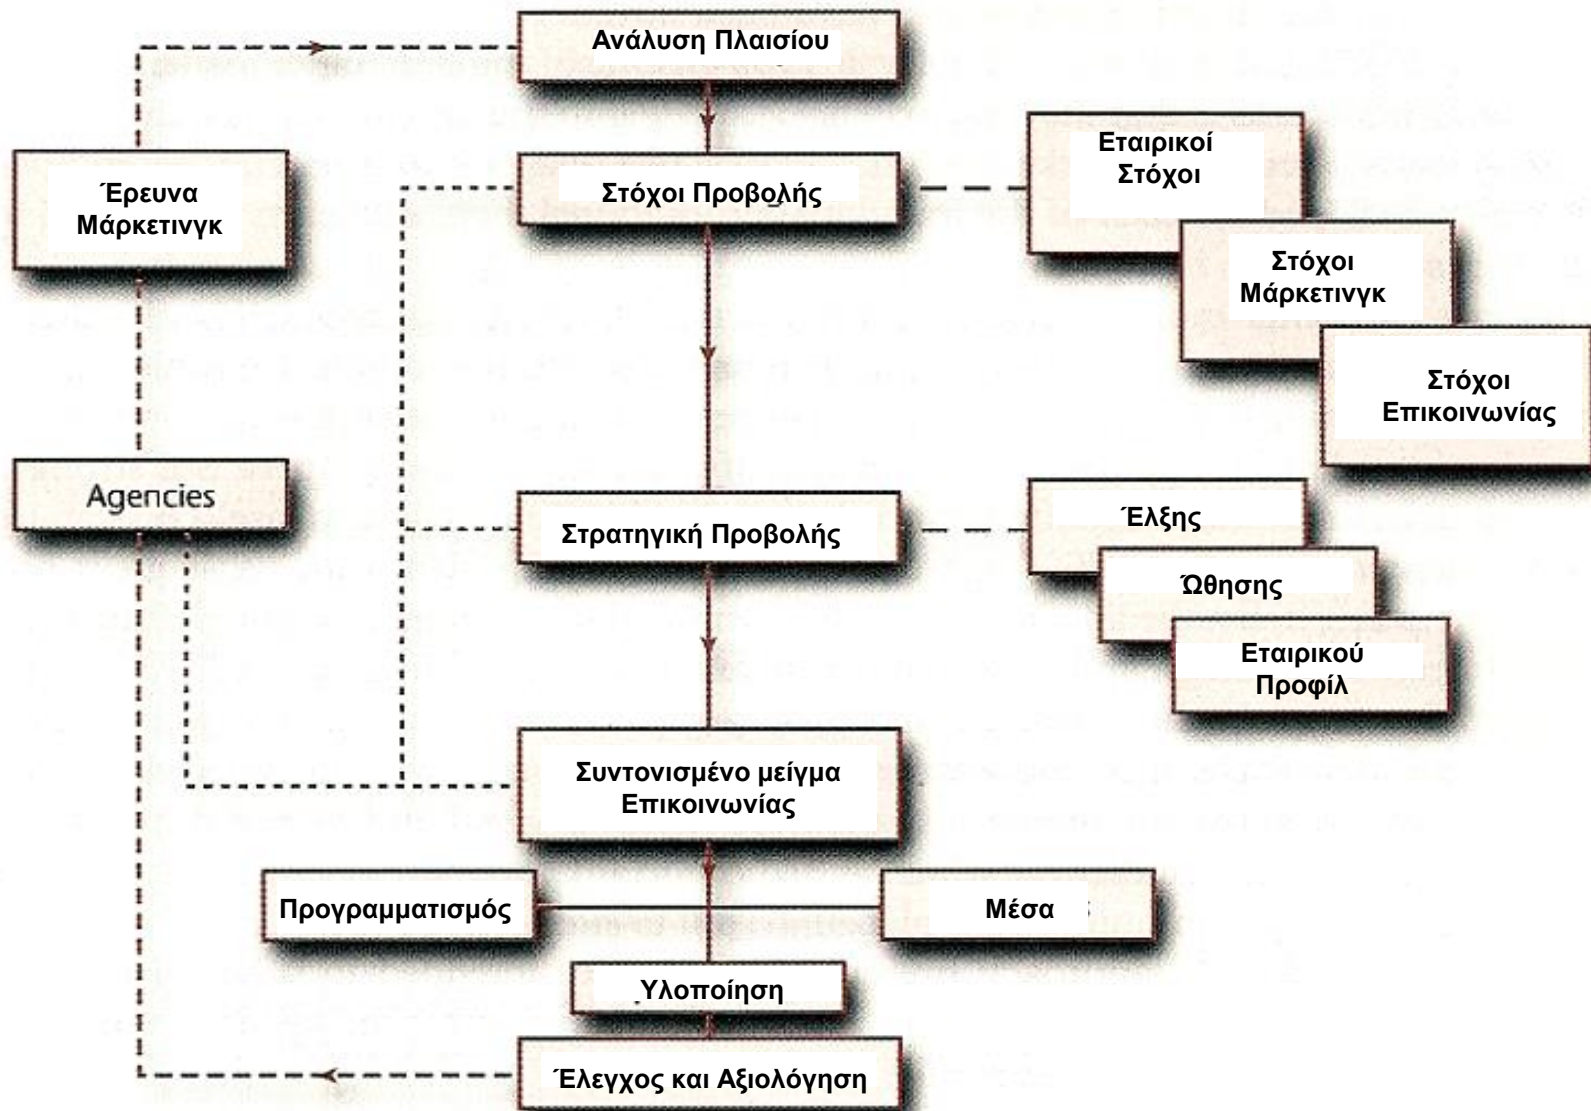 Ανάλυση Πλαισίου
Έρευνα
Μάρκετινγκ
Στόχοι Προβολής
Εταιρικοί
Στόχοι
Στόχοι
Μάρκετινγκ
Στόχοι
Επικοινωνίας
Agencies
Στρατηγική Προβολής
Έλξης
Ώθησης
Εταιρικού
Προφίλ
Συντονισμένο μείγμα
Επικοινωνίας
Προγραμματισμός
Μέσα
Υλοποίηση
Έλεγχος και Αξιολόγηση